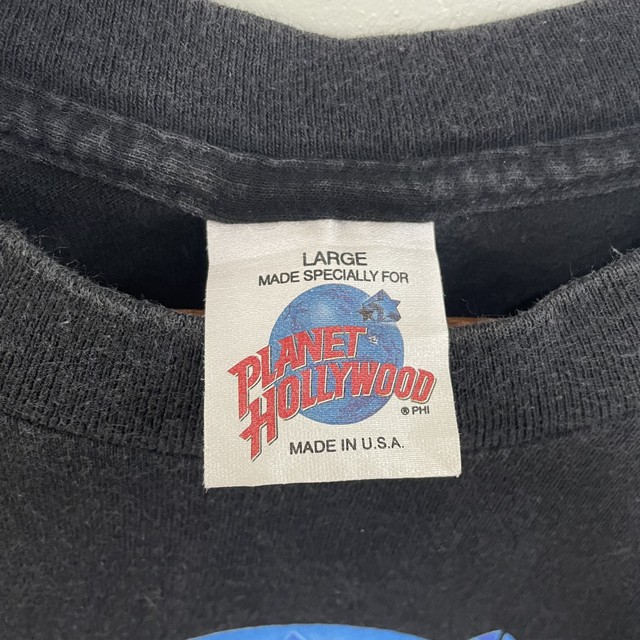 LARGE
MADE SPECIALLY FOR
PLANET
HOLLYWOOD
® PHI
MADE IN U.S.A.